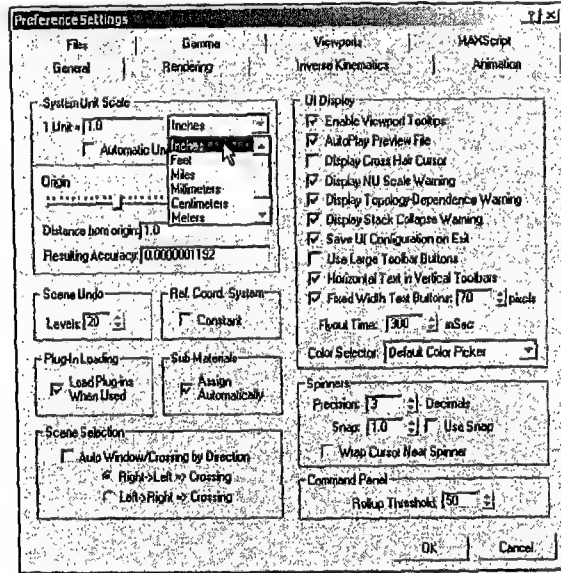 Preference Settings
Files Gamma Viewports MAXScript
General Rendering Inverse Kinematics Animation
System Unit Scale
1 Unit = 1.0 Inches
Automatic Un
Inches
Feet
Miles
Millimeters
Centimeters
Meters
Origin
Distance from origin: 1.0
Resulting Accuracy: 0.0000001192
Scene Undo
Levels: 20
Ref. Coord. System
Constant
Plug-In Loading
Load Plug-ins When Used
Sub-Materials
Assign Automatically
Scene Selection
Auto Window/Crossing by Direction
Right->Left => Crossing
Left->Right => Crossing
UI Display
Enable Viewport Tooltips
AutoPlay Preview File
Display Cross Hair Cursor
Display NU Scale Warning
Display Topology-Dependence Warning
Display Stack Collapse Warning
Save UI Configuration on Exit
Use Large Toolbar Buttons
Horizontal Text in Vertical Toolbars
Fixed Width Text Buttons: 70 pixels
Flyout Time: 300 mSec
Color Selector: Default Color Picker
Spinners
Precision: 3 Decimals
Snap: 1.0 Use Snap
Wrap Cursor Near Spinner
Command Panel
Rollup Threshold: 50
OK Cancel